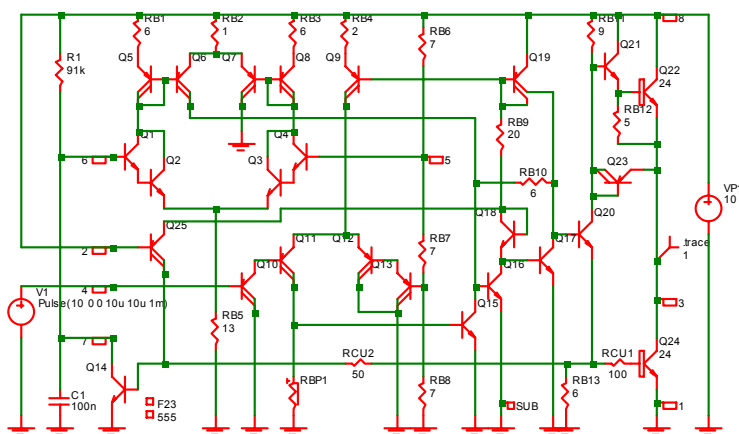 RB1
6
RB2
1
RB3
6
RB4
2
RB6
7
9
8
R1
91k
Q5
Q6
Q7
Q8
Q9
Q19
Q21
Q22
24
RB12
5
RB9
20
Q1
Q2
Q3
Q4
6
5
Q23
RB10
6
VP
10
Q25
2
Q18
Q17
Q20
.trace
1
Q10
Q11
Q12
Q13
RB7
7
Q16
Q15
V1
4
Pulse(10 0 0 10u 10u 1m)
3
7
RB5
13
RCU2
50
RCU1
100
Q24
24
Q14
C1
100n
F23
555
RBP1
RB8
7
SUB
RB13
6
1